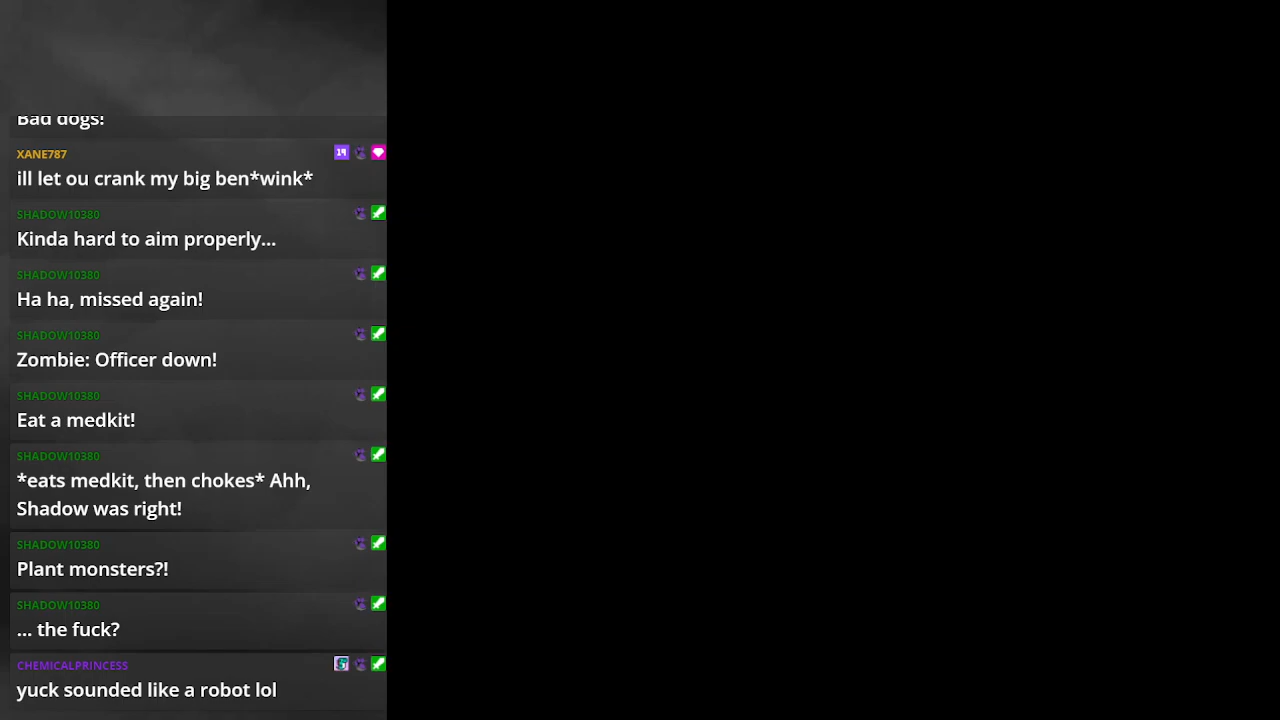 Bad dogs!
XANE787
19
ill let ou crank my big ben*wink*
SHADOW10380
Kinda hard to aim properly...
SHADOW10380
Ha ha, missed again!
SHADOW10380
Zombie: Officer down!
SHADOW10380
Eat a medkit!
SHADOW10380
*eats medkit, then chokes* Ahh,
Shadow was right!
SHADOW10380
Plant monsters?!
SHADOW10380
... the fuck?
CHEMICALPRINCESS
yuck sounded like a robot lol